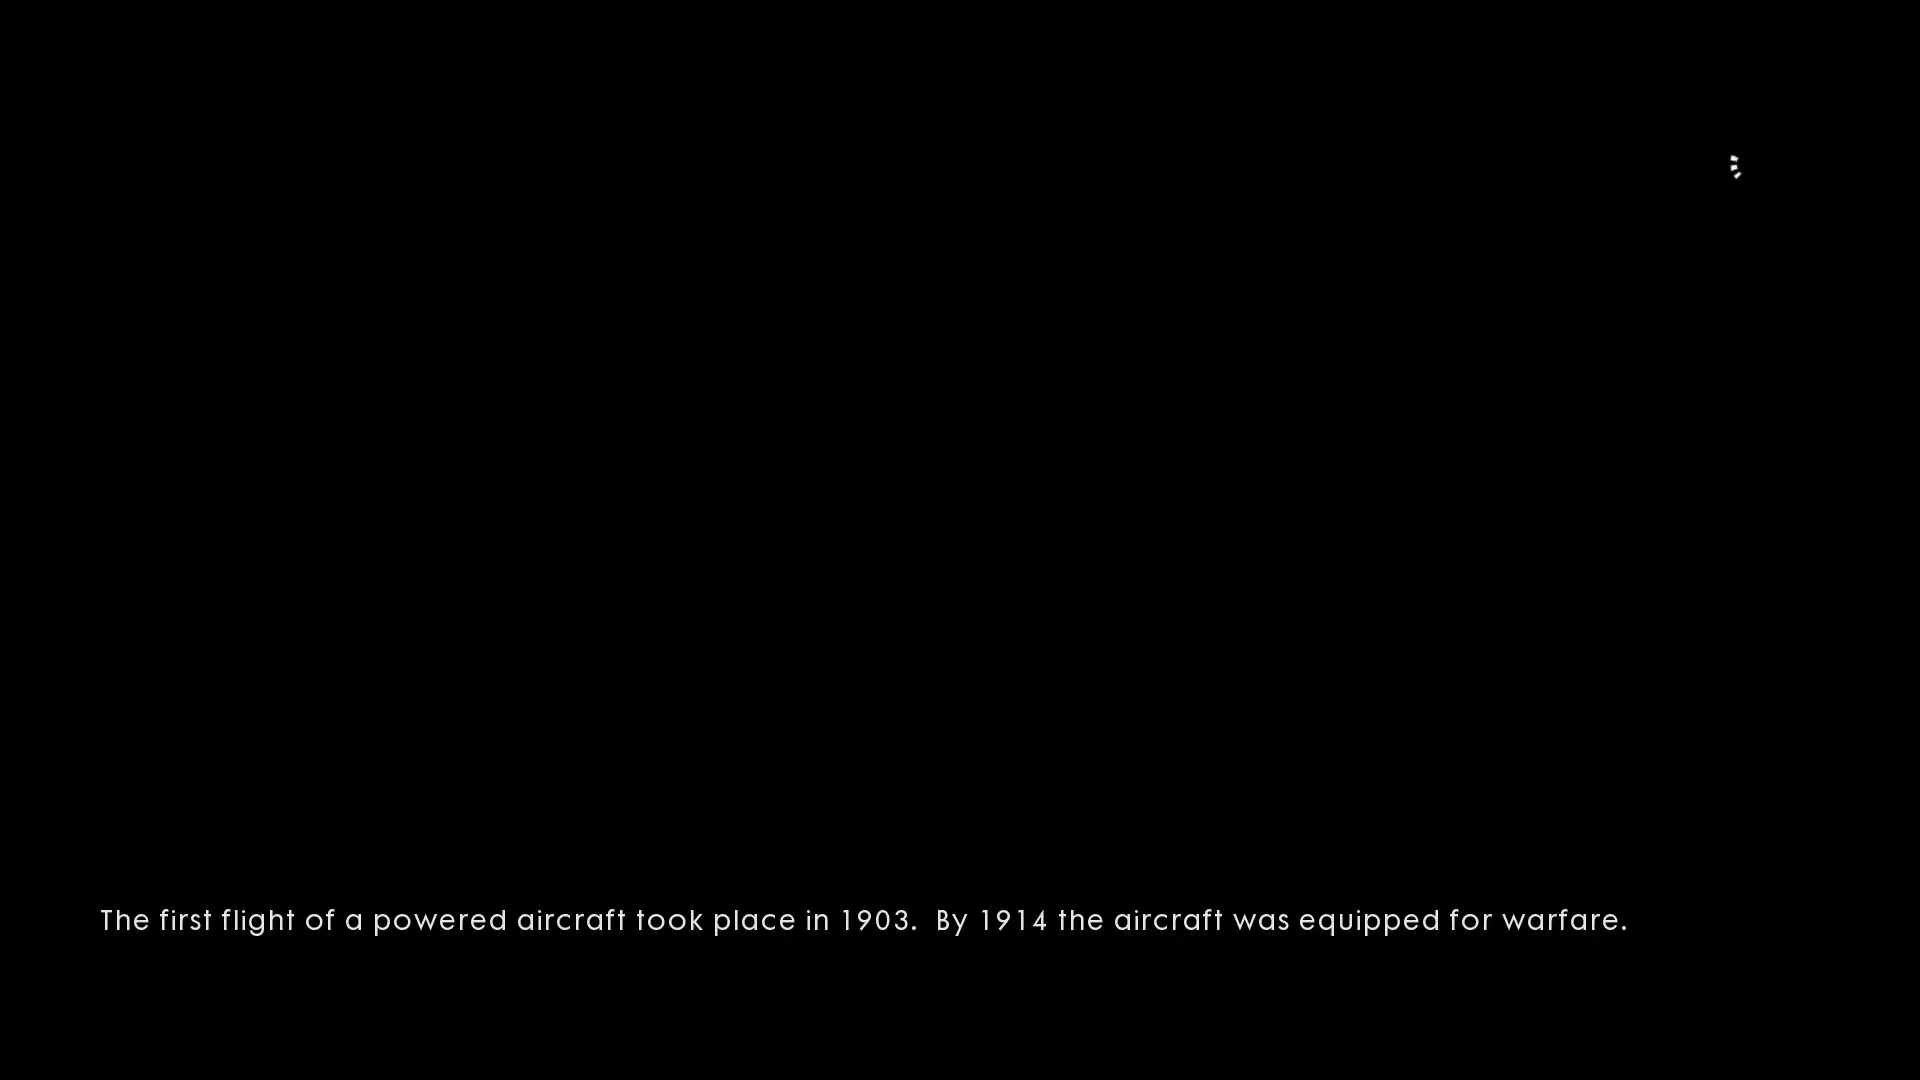 The first flight of a powered aircraft took place in 1903.  By 1914 the aircraft was equipped for warfare.